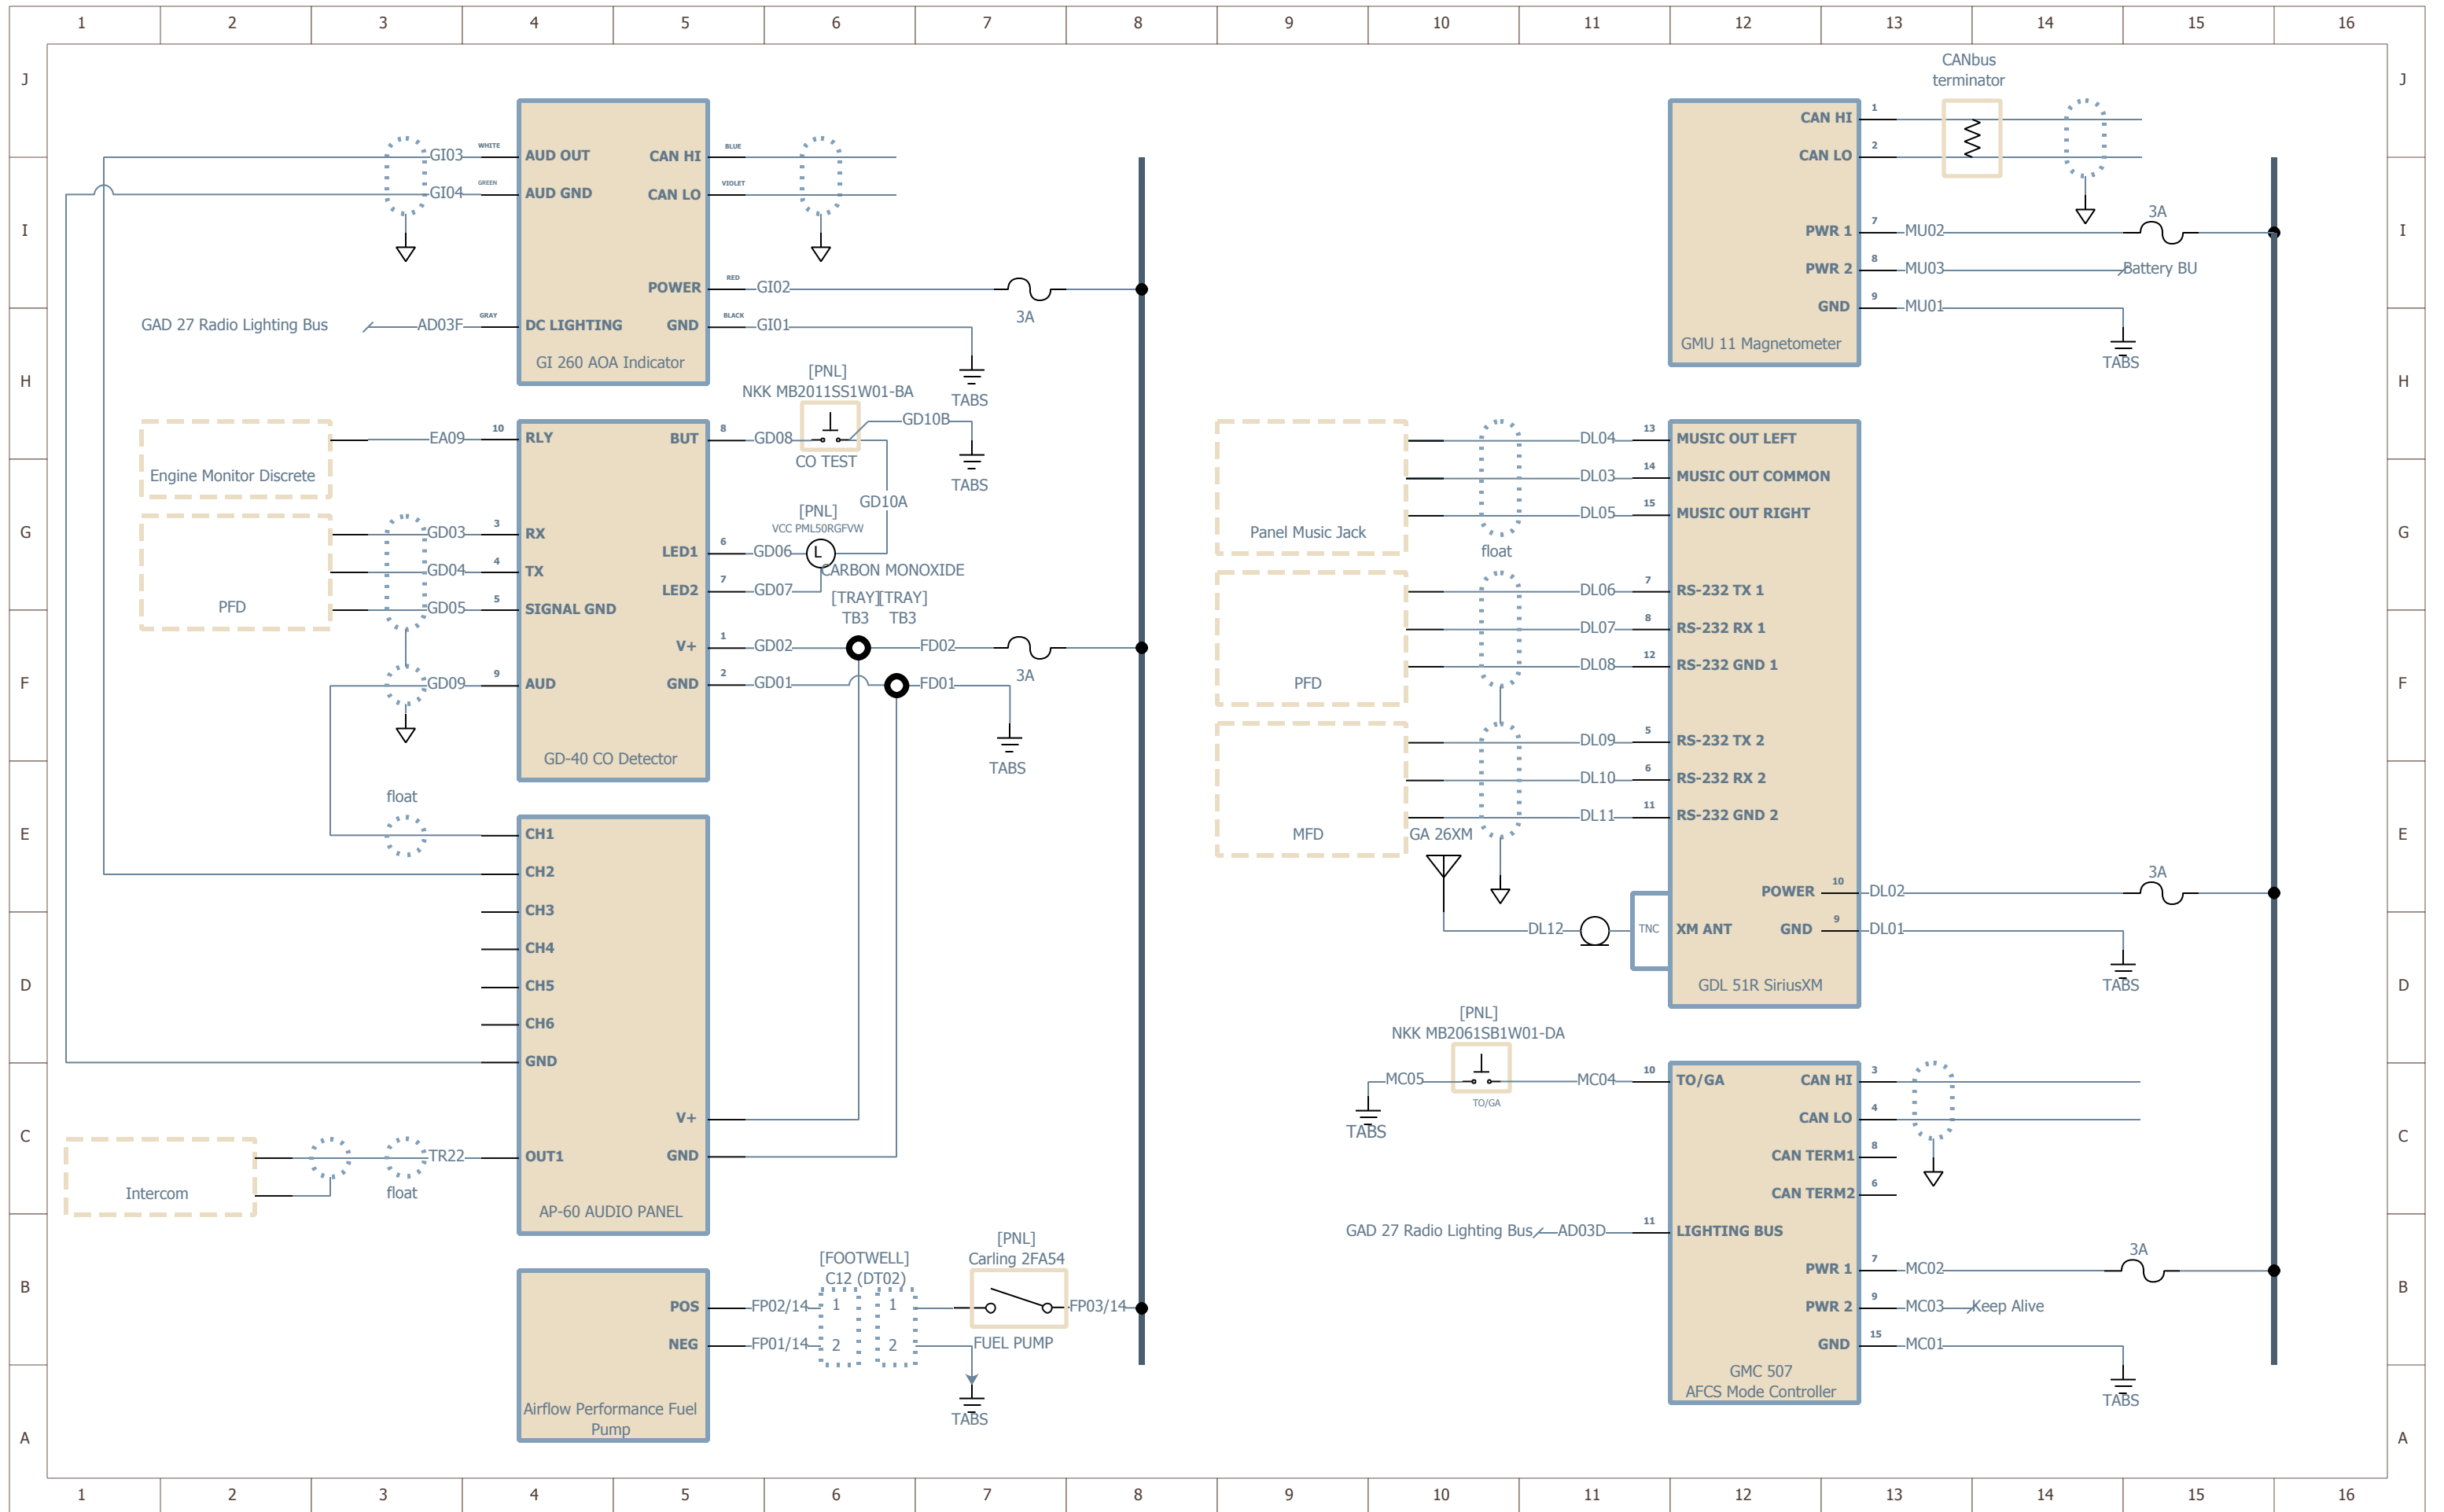 1 2 3 4 5 6 7 8 9 10 11 12 13 14 15 16
J
I
H
G
F
E
D
C
B
A
WHITE
GI03
AUD OUT
GREEN
GI04
AUD GND
CAN HI
BLUE
CAN LO
VIOLET
POWER
RED
GI02
3A
GAD 27 Radio Lighting Bus
AD03F
GRAY
DC LIGHTING
GND
BLACK
GI01
TABS
GI 260 AOA Indicator
[PNL]
NKK MB2011SS1W01-BA
GD10B
TABS
CO TEST
Engine Monitor Discrete
EA09
10
RLY
BUT
8
GD08
GD10A
[PNL]
VCC PML50RGFVW
L
CARBON MONOXIDE
PFD
GD03
3
RX
GD04
4
TX
GD05
5
SIGNAL GND
LED1
6
GD06
LED2
7
GD07
[TRAY]
TB3
[TRAY]
TB3
V+
1
GD02
FD02
3A
GD09
9
AUD
GND
2
GD01
FD01
TABS
GD-40 CO Detector
float
CH1
CH2
CH3
CH4
CH5
CH6
GND
V+
Intercom
TR22
float
OUT1
GND
AP-60 AUDIO PANEL
[FOOTWELL]
C12 (DT02)
[PNL]
Carling 2FA54
POS
FP02/14
1
1
FP03/14
NEG
FP01/14
2
2
FUEL PUMP
TABS
Airflow Performance Fuel
Pump
CANbus
terminator
CAN HI
1
CAN LO
2
PWR 1
7
MU02
3A
PWR 2
8
MU03
Battery BU
GND
9
MU01
TABS
GMU 11 Magnetometer
Panel Music Jack
DL04
13
MUSIC OUT LEFT
DL03
14
MUSIC OUT COMMON
DL05
15
MUSIC OUT RIGHT
float
PFD
DL06
7
RS-232 TX 1
DL07
8
RS-232 RX 1
DL08
12
RS-232 GND 1
MFD
DL09
5
RS-232 TX 2
DL10
6
RS-232 RX 2
DL11
11
RS-232 GND 2
GA 26XM
DL12
TNC
XM ANT
POWER
10
DL02
3A
GND
9
DL01
TABS
GDL 51R SiriusXM
[PNL]
NKK MB2061SB1W01-DA
MC05
TABS
TO/GA
MC04
10
TO/GA
CAN HI
3
CAN LO
4
CAN TERM1
8
CAN TERM2
6
GAD 27 Radio Lighting Bus
AD03D
11
LIGHTING BUS
PWR 1
7
MC02
3A
PWR 2
9
MC03
Keep Alive
GND
15
MC01
TABS
GMC 507
AFCS Mode Controller
J
I
H
G
F
E
D
C
B
A
1 2 3 4 5 6 7 8 9 10 11 12 13 14 15 16